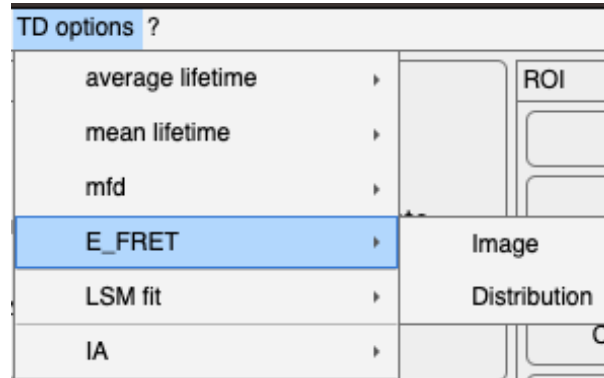 TD options ?
average lifetime
ROI
mean lifetime
mfd
E_FRET
Image
LSM fit
Distribution
IA